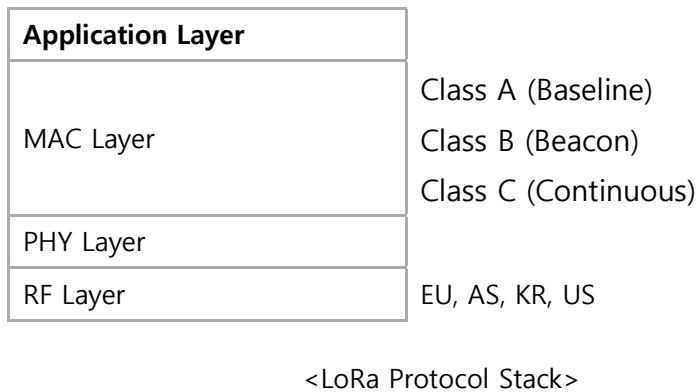 Application Layer
MAC Layer
Class A (Baseline)
Class B (Beacon)
Class C (Continuous)
PHY Layer
RF Layer
EU, AS, KR, US
<LoRa Protocol Stack>